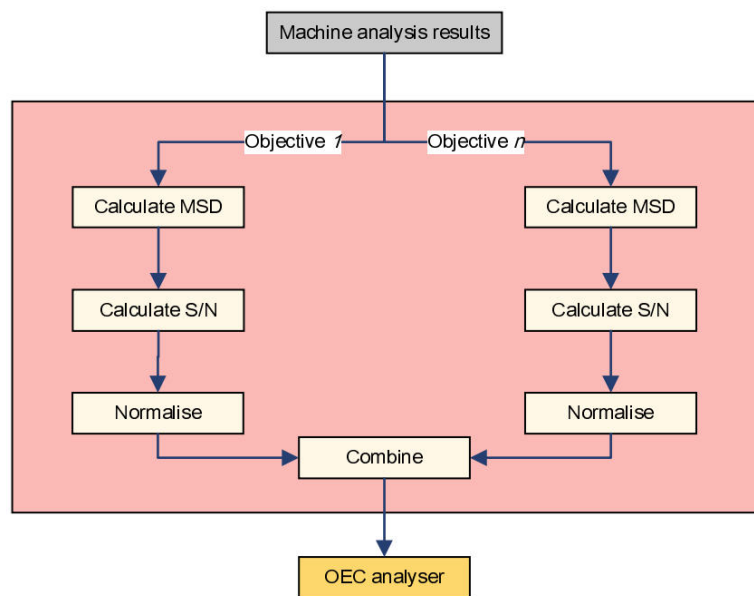 Machine analysis results
Objective 1
Objective n
Calculate MSD
Calculate MSD
Calculate S/N
Calculate S/N
Normalise
Normalise
Combine
OEC analyser